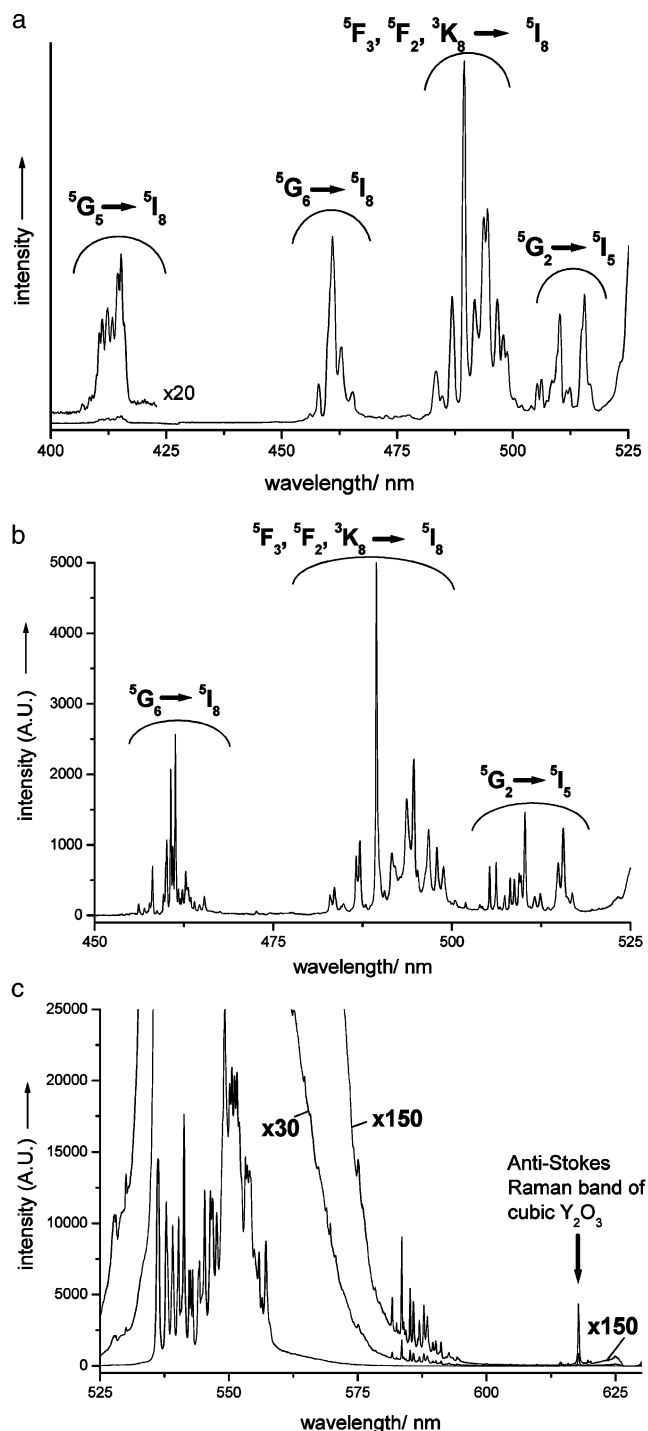 a
⁵F₃, ⁵F₂, ³K₈ → ⁵I₈
⁵G₆ → ⁵I₈
⁵G₅ → ⁵I₈
⁵G₂ → ⁵I₅
intensity →
x20
400 425 450 475 500 525
wavelength/ nm
b
⁵F₃, ⁵F₂, ³K₈ → ⁵I₈
5000
4000
3000
2000
1000
0
⁵G₆ → ⁵I₈
⁵G₂ → ⁵I₅
intensity (A.U.) →
450 475 500 525
wavelength/ nm
c
25000
20000
15000
10000
5000
0
intensity (A.U.) →
x30
x150
Anti-Stokes
Raman band of
cubic Y₂O₃
x150
525 550 575 600
wavelength/ nm